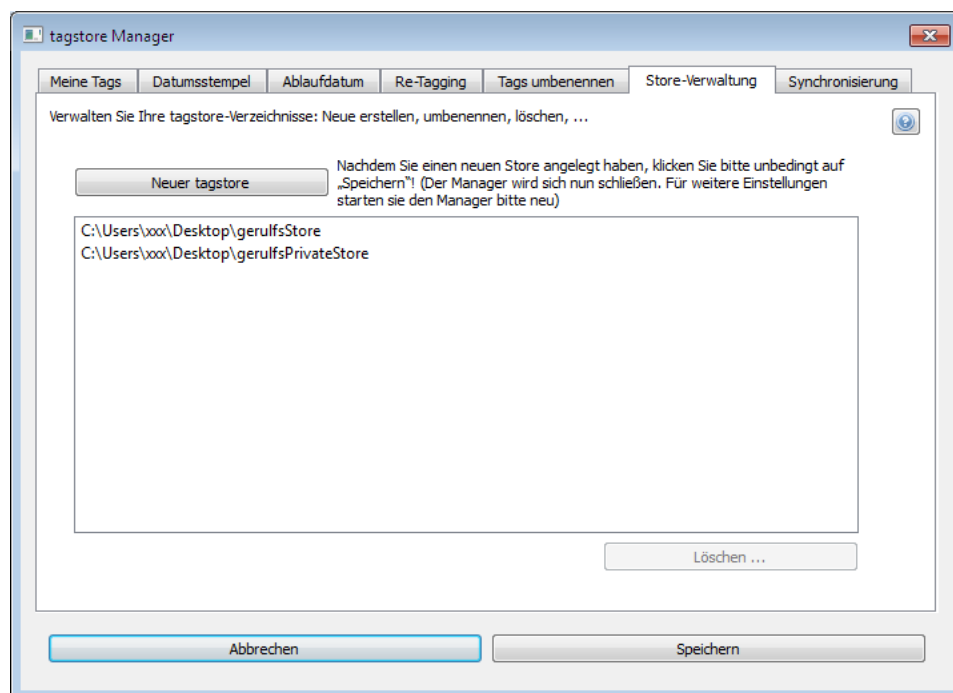 tagstore Manager
Meine Tags
Datumsstempel
Ablaufdatum
Re-Tagging
Tags umbenennen
Store-Verwaltung
Synchronisierung
Verwalten Sie Ihre tagstore-Verzeichnisse: Neue erstellen, umbenennen, löschen, ...
Neuer tagstore
Nachdem Sie einen neuen Store angelegt haben, klicken Sie bitte unbedingt auf
„Speichern“! (Der Manager wird sich nun schließen. Für weitere Einstellungen
starten sie den Manager bitte neu)
C:\Users\xxx\Desktop\gerulfsStore
C:\Users\xxx\Desktop\gerulfsPrivateStore
Löschen ...
Abbrechen
Speichern